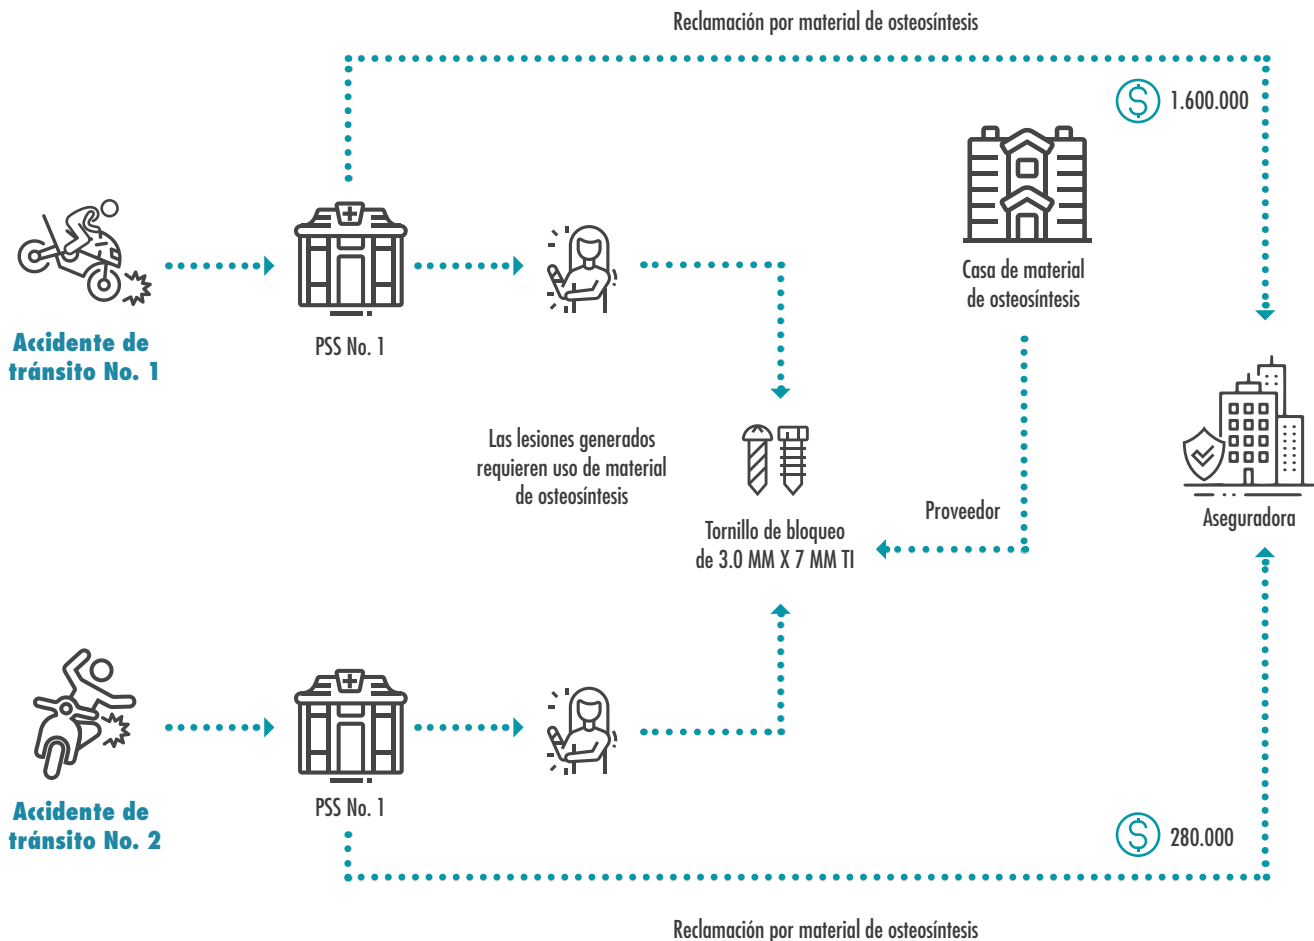 Reclamación por material de osteosíntesis
1.600.000
Casa de material
de osteosíntesis
PSS No. 1
Accidente de
tránsito No. 1
Las lesiones generados
requieren uso de material
de osteosíntesis
Proveedor
Tornillo de bloqueo
de 3.0 MM X 7 MM TI
Aseguradora
PSS No. 1
Accidente de
tránsito No. 2
280.000
Reclamación por material de osteosíntesis